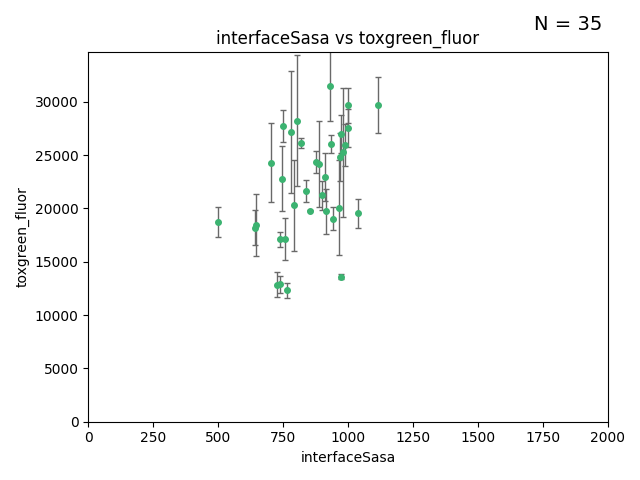 N = 35
interfaceSasa vs toxgreen_fluor
30000
25000
20000
15000
10000
5000
0
toxgreen_fluor
0 250 500 750 1000 1250 1500 1750 2000
interfaceSasa